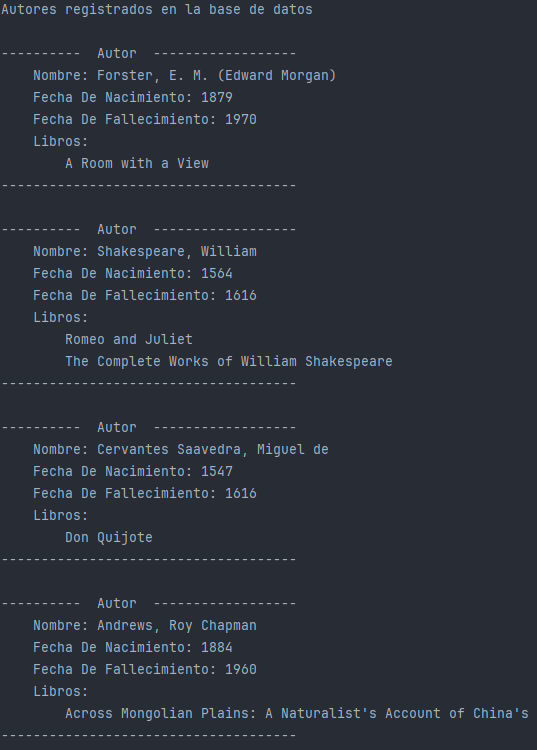 Autores registrados en la base de datos
----------  Autor  ------------------
Nombre: Forster, E. M. (Edward Morgan)
Fecha De Nacimiento: 1879
Fecha De Fallecimiento: 1970
Libros:
A Room with a View
-------------------------------------
----------  Autor  ------------------
Nombre: Shakespeare, William
Fecha De Nacimiento: 1564
Fecha De Fallecimiento: 1616
Libros:
Romeo and Juliet
The Complete Works of William Shakespeare
-------------------------------------
----------  Autor  ------------------
Nombre: Cervantes Saavedra, Miguel de
Fecha De Nacimiento: 1547
Fecha De Fallecimiento: 1616
Libros:
Don Quijote
-------------------------------------
----------  Autor  ------------------
Nombre: Andrews, Roy Chapman
Fecha De Nacimiento: 1884
Fecha De Fallecimiento: 1960
Libros:
Across Mongolian Plains: A Naturalist's Account of China's
-------------------------------------